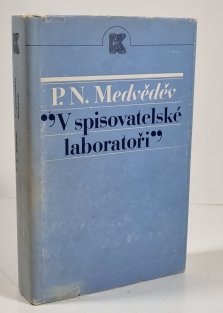 K
P. N. Medvěděv
„V spisovatelské
laboratoři"